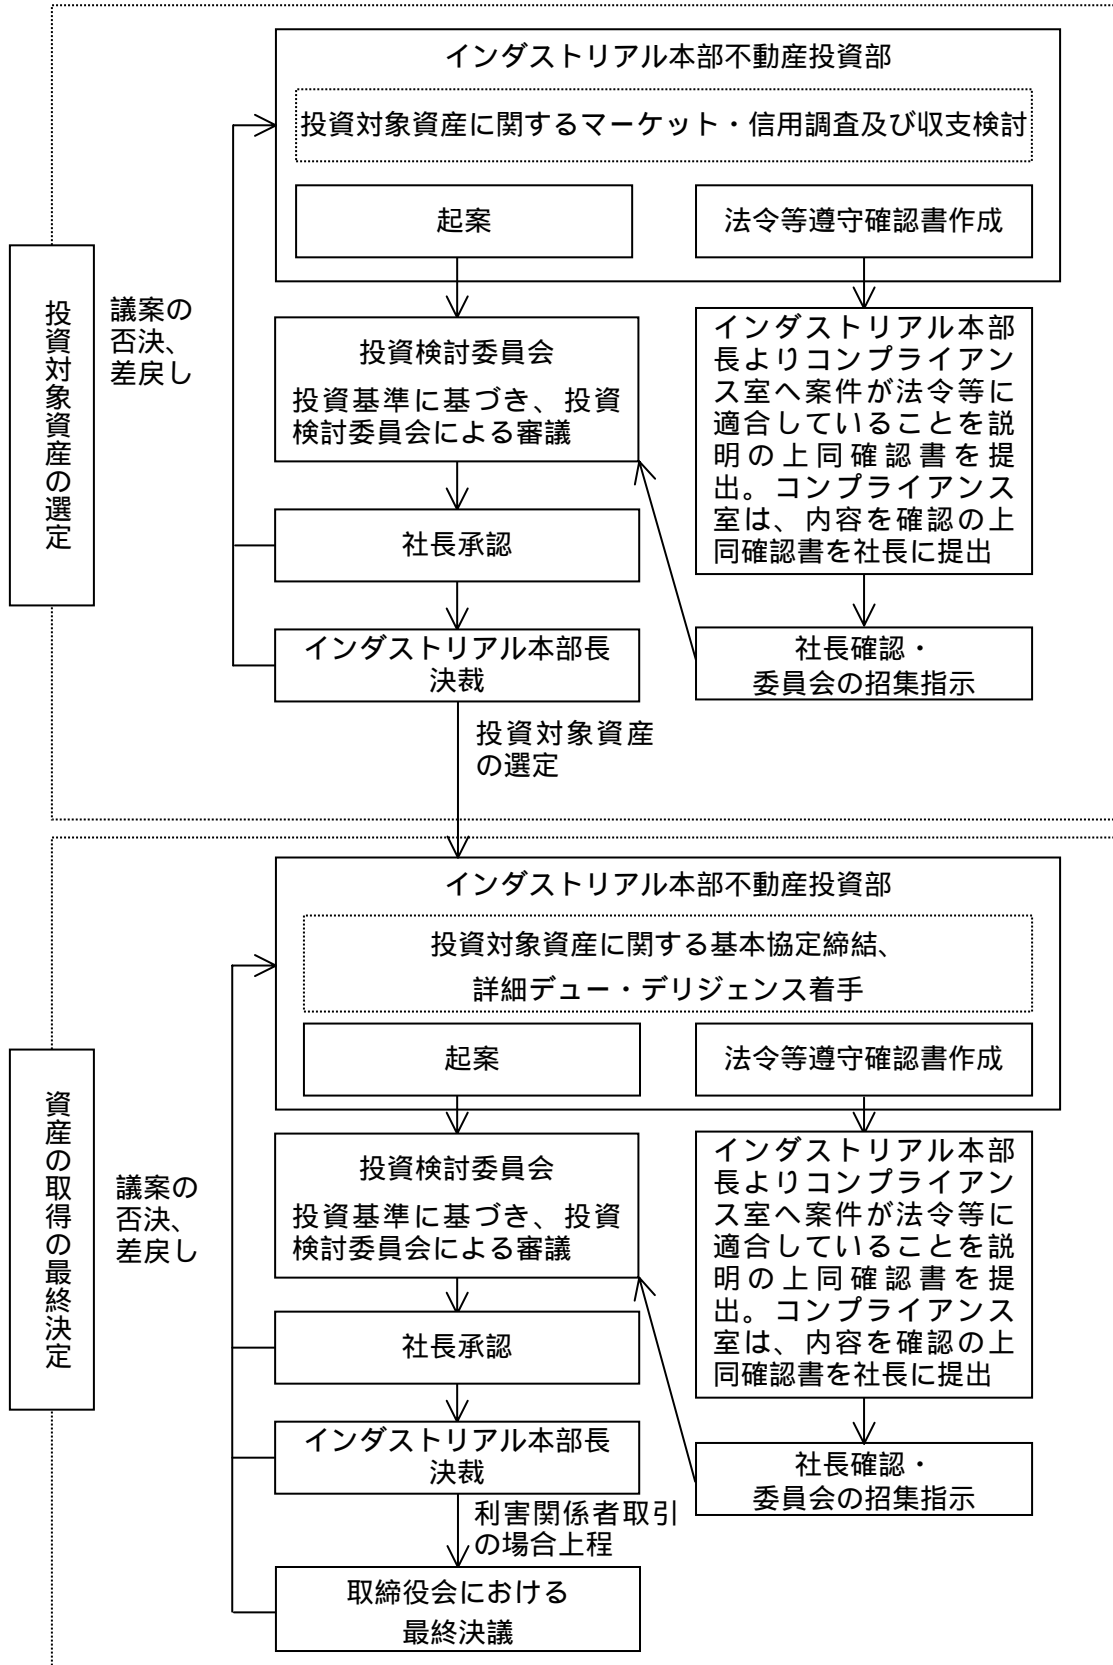 インダストリアル本部不動産投資部
投資対象資産に関するマーケット・信用調査及び収支検討
起案
法令等遵守確認書作成
投資対象資産の選定
議案の
否決、
差戻し
投資検討委員会
投資基準に基づき、投資
検討委員会による審議
インダストリアル本部
長よりコンプライアン
ス室へ案件が法令等に
適合していることを説
明の上同確認書を提
出。コンプライアンス
室は、内容を確認の上
同確認書を社長に提出
社長承認
インダストリアル本部長
決裁
社長確認・
委員会の招集指示
投資対象資産
の選定
インダストリアル本部不動産投資部
投資対象資産に関する基本協定締結、
詳細デュー・デリジェンス着手
起案
法令等遵守確認書作成
資産の取得の最終決定
議案の
否決、
差戻し
投資検討委員会
投資基準に基づき、投資
検討委員会による審議
インダストリアル本部
長よりコンプライアン
ス室へ案件が法令等に
適合していることを説
明の上同確認書を提
出。コンプライアンス
室は、内容を確認の上
同確認書を社長に提出
社長承認
インダストリアル本部長
決裁
社長確認・
委員会の招集指示
利害関係者取引
の場合上程
取締役会における
最終決議